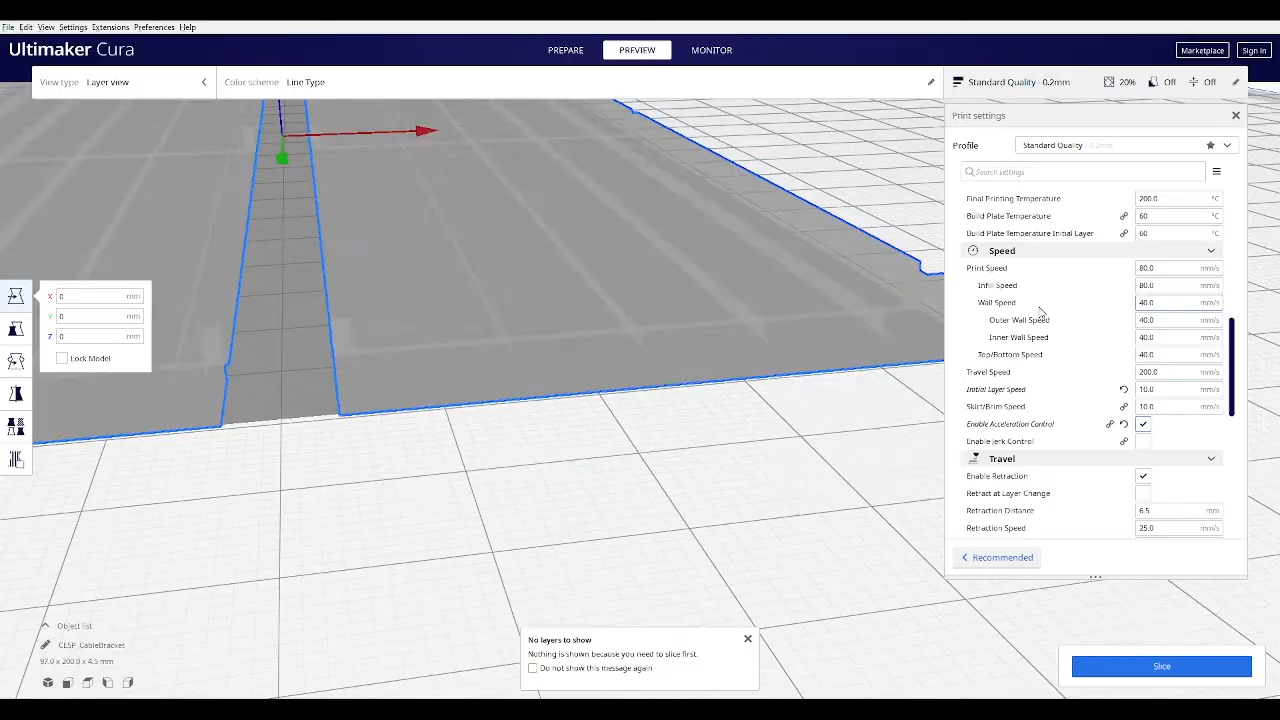 File Edit View Settings Extensions Preferences Help
Ultimaker Cura
PREPARE PREVIEW MONITOR
Marketplace Sign in
View type Layer view
Color scheme Line Type
Standard Quality - 0.2mm 20% Off Off
Print settings
Profile Standard Quality - 0.2mm
Search settings
Final Printing Temperature 200.0 °C
Build Plate Temperature 60 °C
Build Plate Temperature Initial Layer 60 °C
Speed
Print Speed 80.0 mm/s
Infill Speed 80.0 mm/s
Wall Speed 40.0 mm/s
Outer Wall Speed 40.0 mm/s
Inner Wall Speed 40.0 mm/s
Top/Bottom Speed 40.0 mm/s
Travel Speed 200.0 mm/s
Initial Layer Speed 10.0 mm/s
Skirt/Brim Speed 10.0 mm/s
Enable Acceleration Control
Enable Jerk Control
Travel
Enable Retraction
Retract at Layer Change
Retraction Distance 6.5 mm
Retraction Speed 25.0 mm/s
Recommended
X 0 mm
Y 0 mm
Z 0 mm
Lock Model
Object list
CESP_CableBracket
97.0 x 200.0 x 4.5 mm
No layers to show
Nothing is shown because you need to slice first.
Do not show this message again
Slice